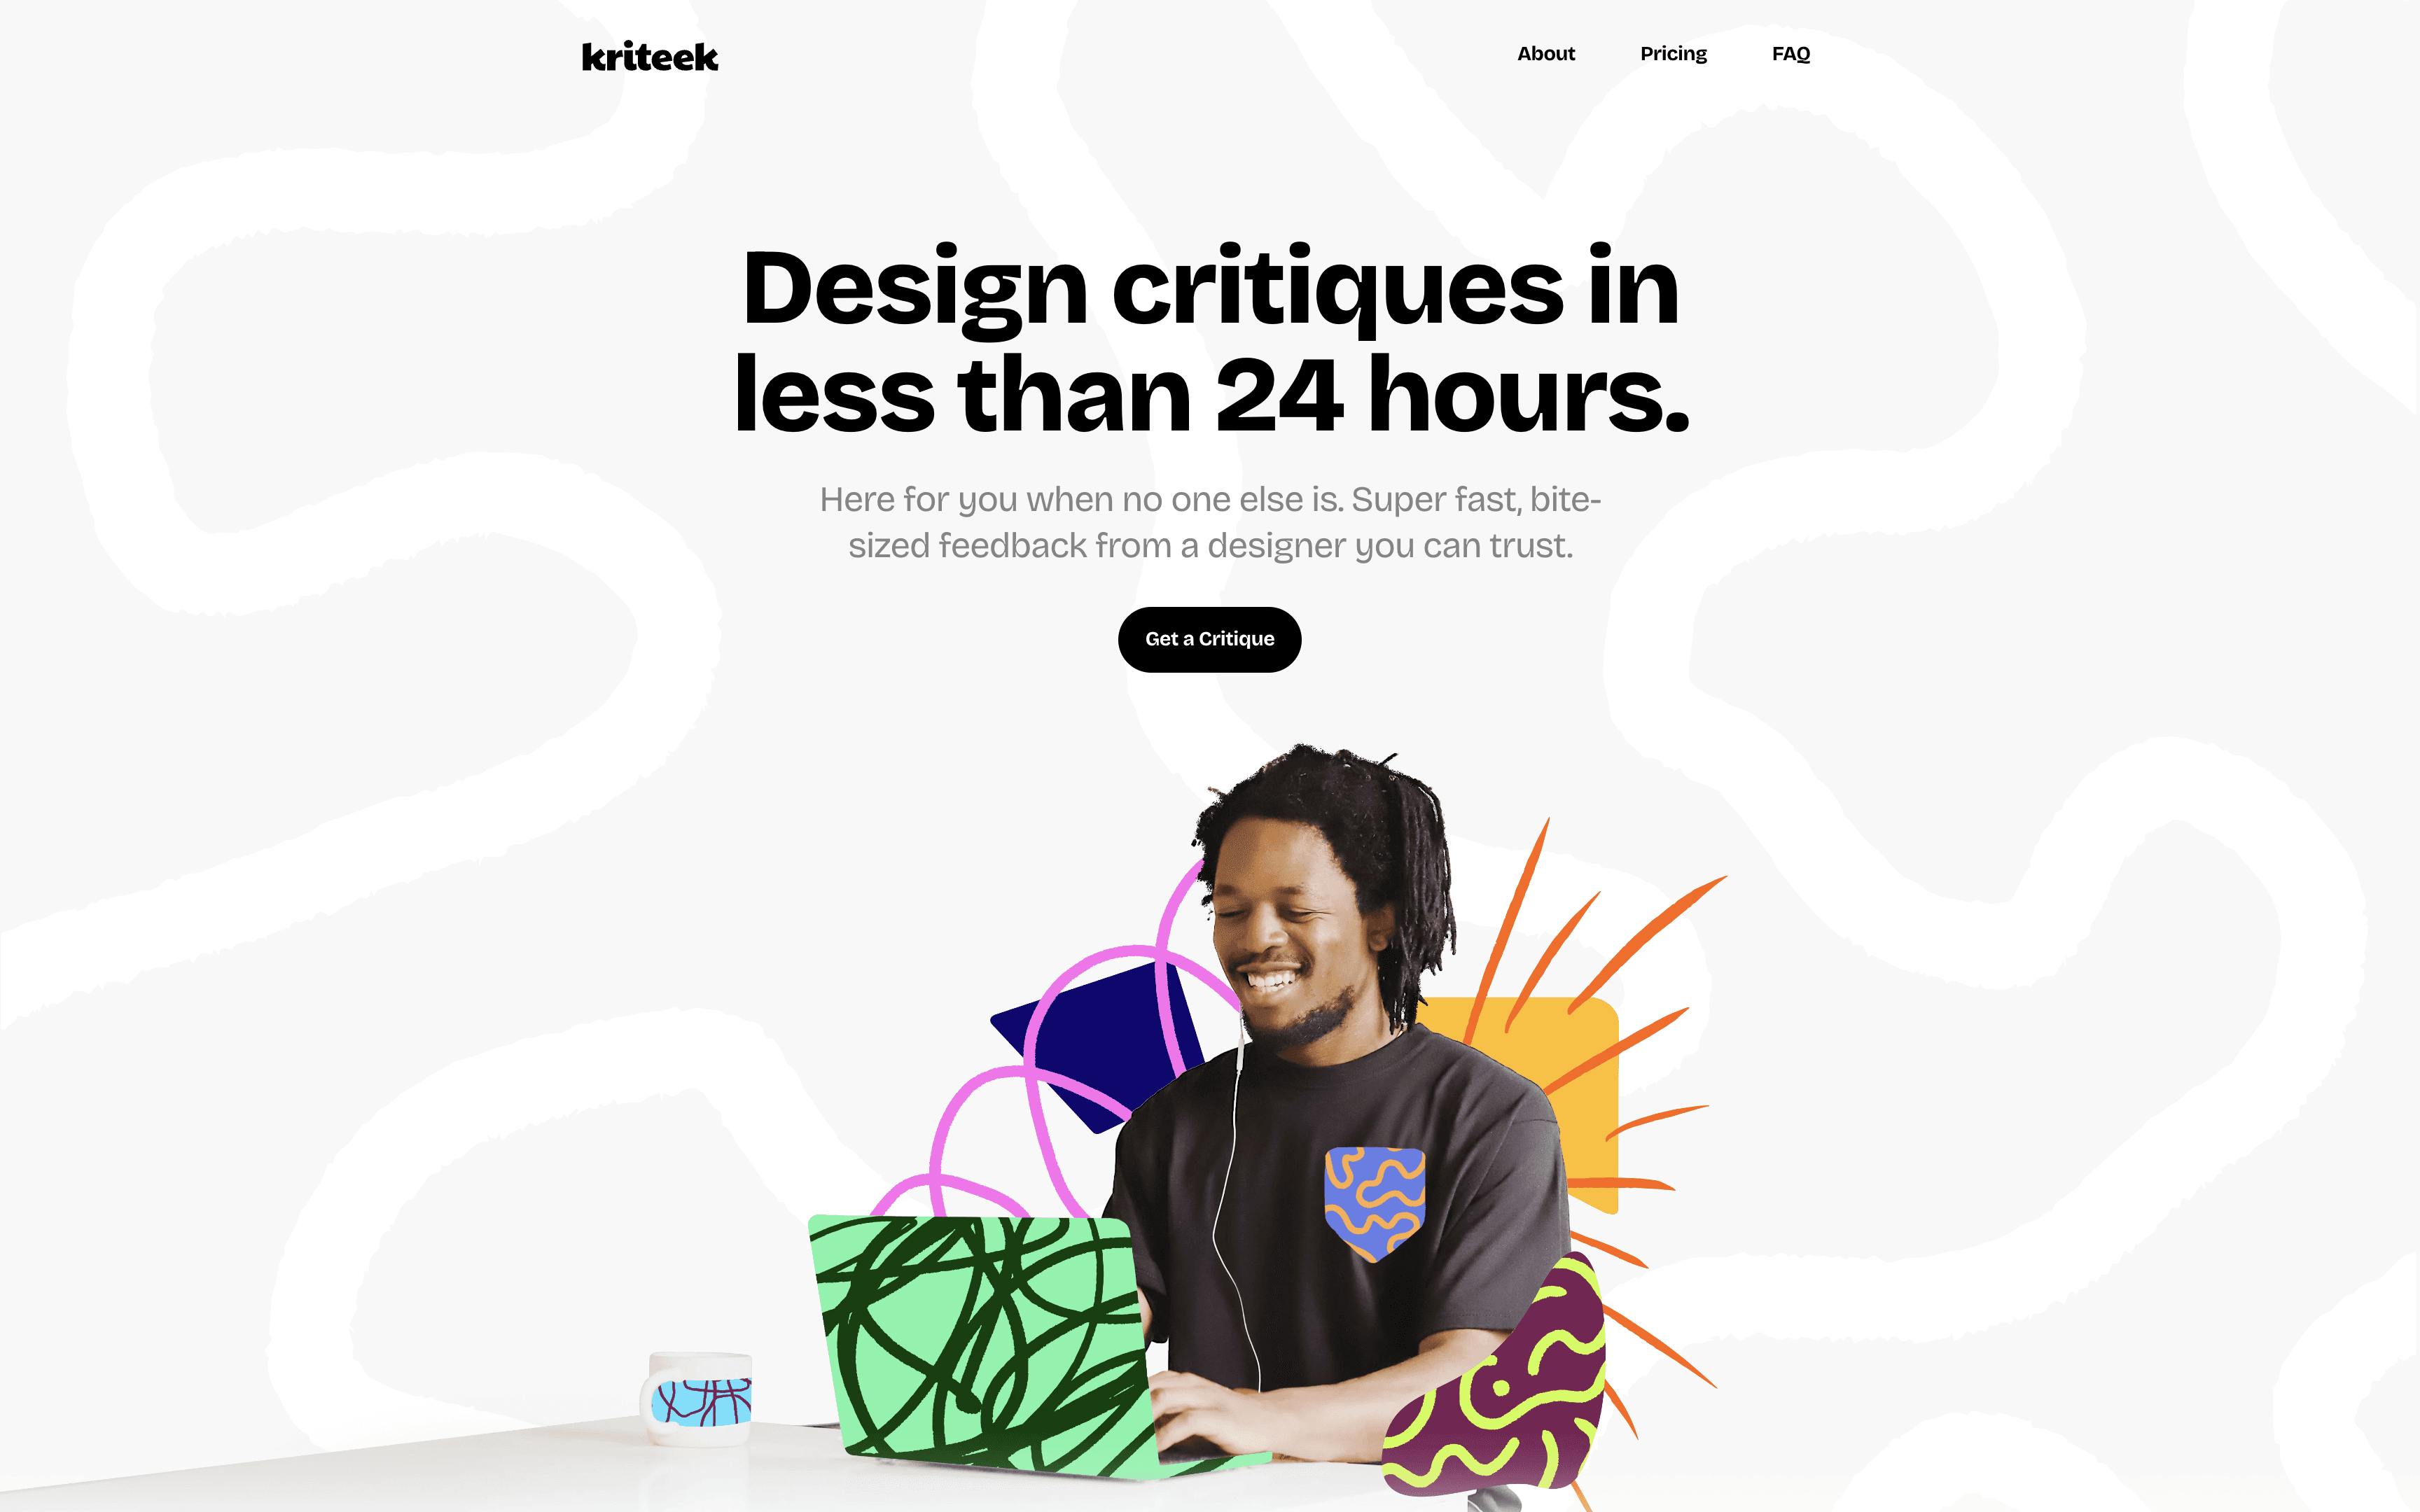 kriteek
About Pricing FAQ
Design critiques in
less than 24 hours.
Here for you when no one else is. Super fast, bite-
sized feedback from a designer you can trust.
Get a Critique